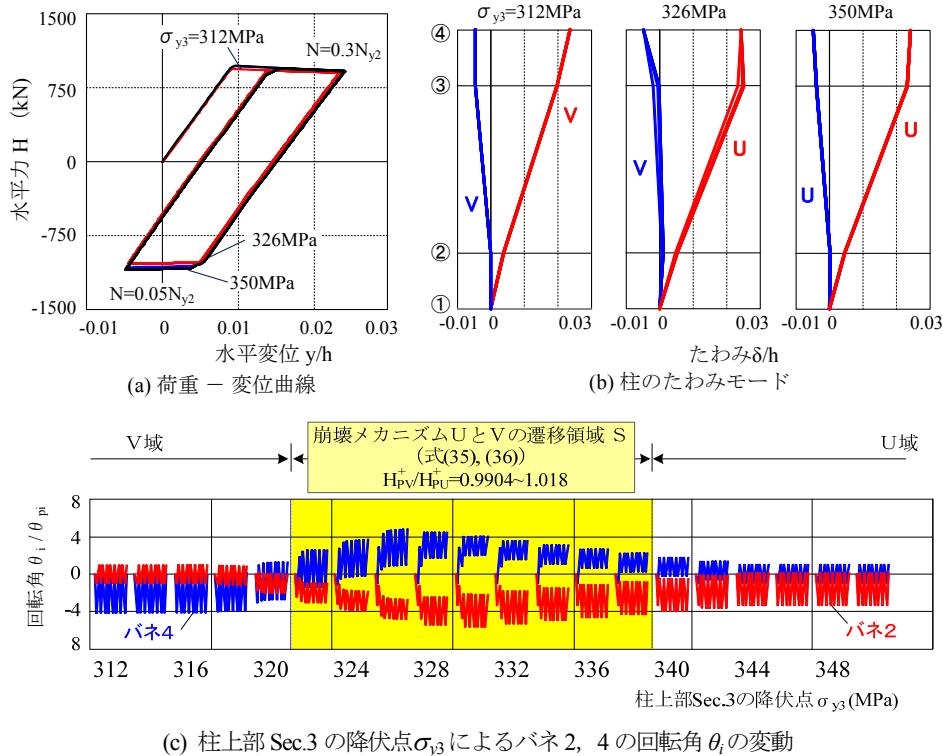 1500
750
0
-750
-1500
水平力 H (kN)
σy3=312MPa
N=0.3Ny2
326MPa
350MPa
N=0.05Ny2
-0.01 0 0.01 0.02 0.03
水平変位 y/h
(a) 荷重 − 変位曲線
σy3=312MPa 326MPa 350MPa
④
③
②
①
V V
V U
U U
-0.01 0 0.03 -0.01 0 0.03 -0.01 0 0.03
たわみδ/h
(b) 柱のたわみモード
V域
崩壊メカニズムUとVの遷移領域 S
(式(35), (36))
H+PV/H+PU=0.9904~1.018
U域
回転角 θi / θpi
8
4
0
-4
8
バネ4
バネ2
312 316 320 324 328 332 336 340 344 348
柱上部Sec.3の降伏点σy3(MPa)
(c) 柱上部 Sec.3 の降伏点σy3によるバネ 2, 4 の回転角 θiの変動